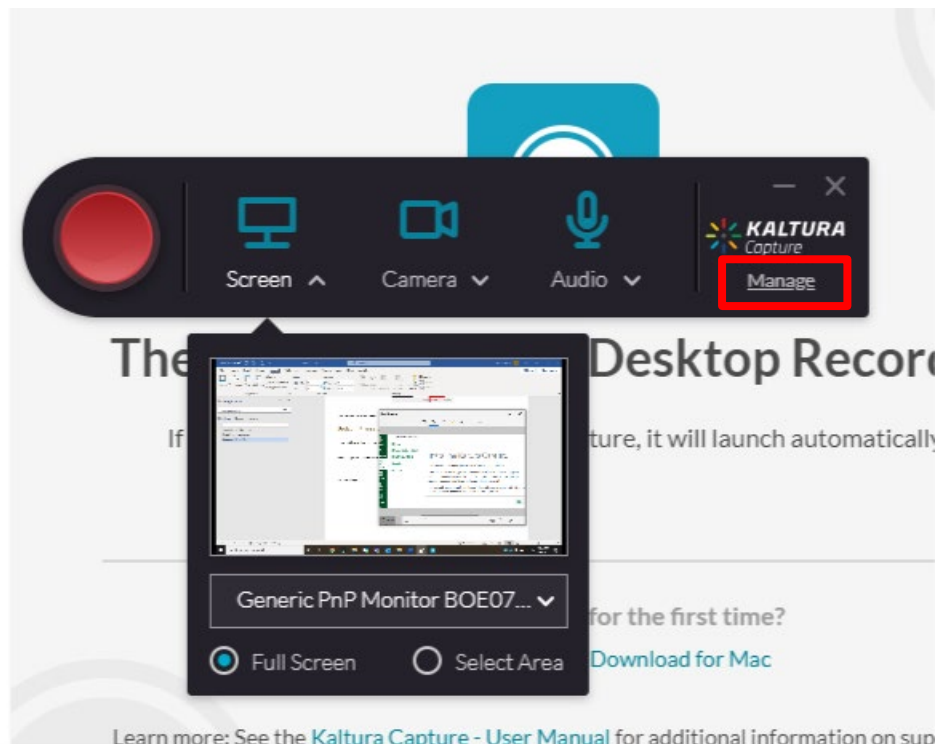 KALTURA
Capture
Screen
Camera
Audio
Manage
The
Desktop Record
If
ture, it will launch automatically
Generic PnP Monitor BOE07...
for the first time?
Full Screen
Select Area
Download for Mac
Learn more: See the Kaltura Capture - User Manual for additional information on sup